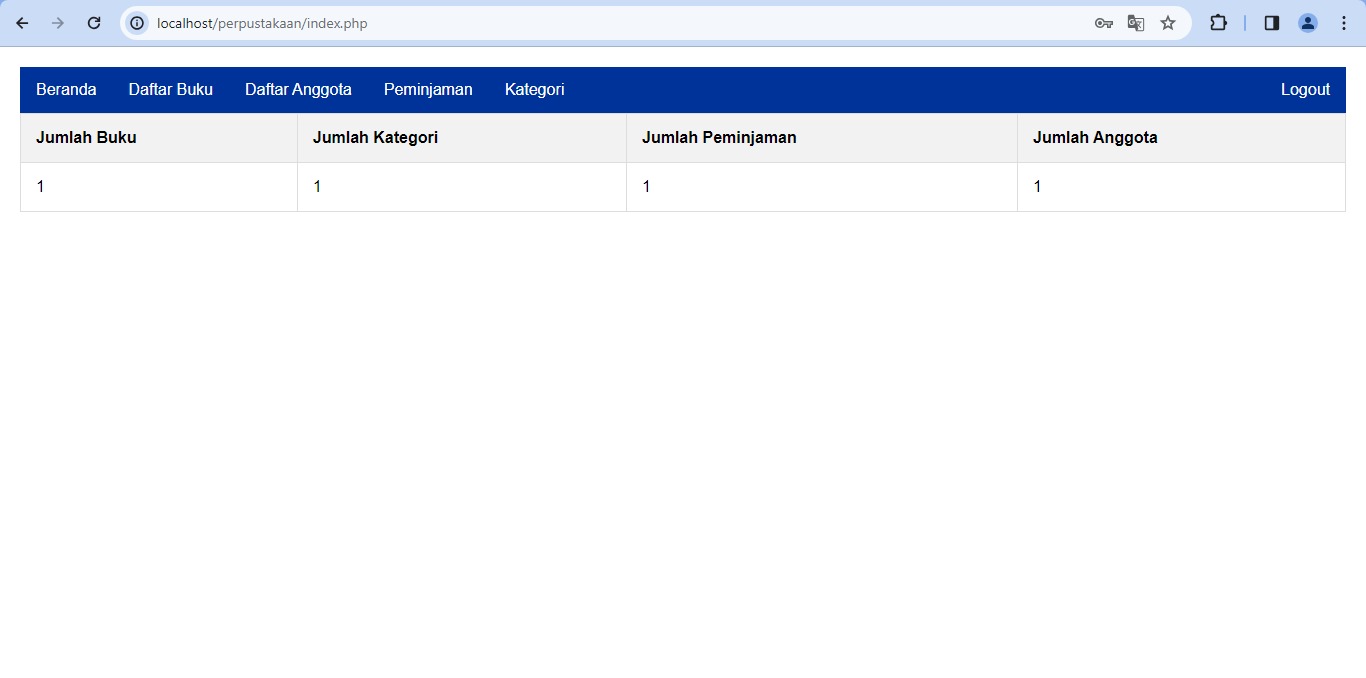 localhost/perpustakaan/index.php
Beranda Daftar Buku Daftar Anggota Peminjaman Kategori Logout
Jumlah Buku Jumlah Kategori Jumlah Peminjaman Jumlah Anggota
1 1 1 1